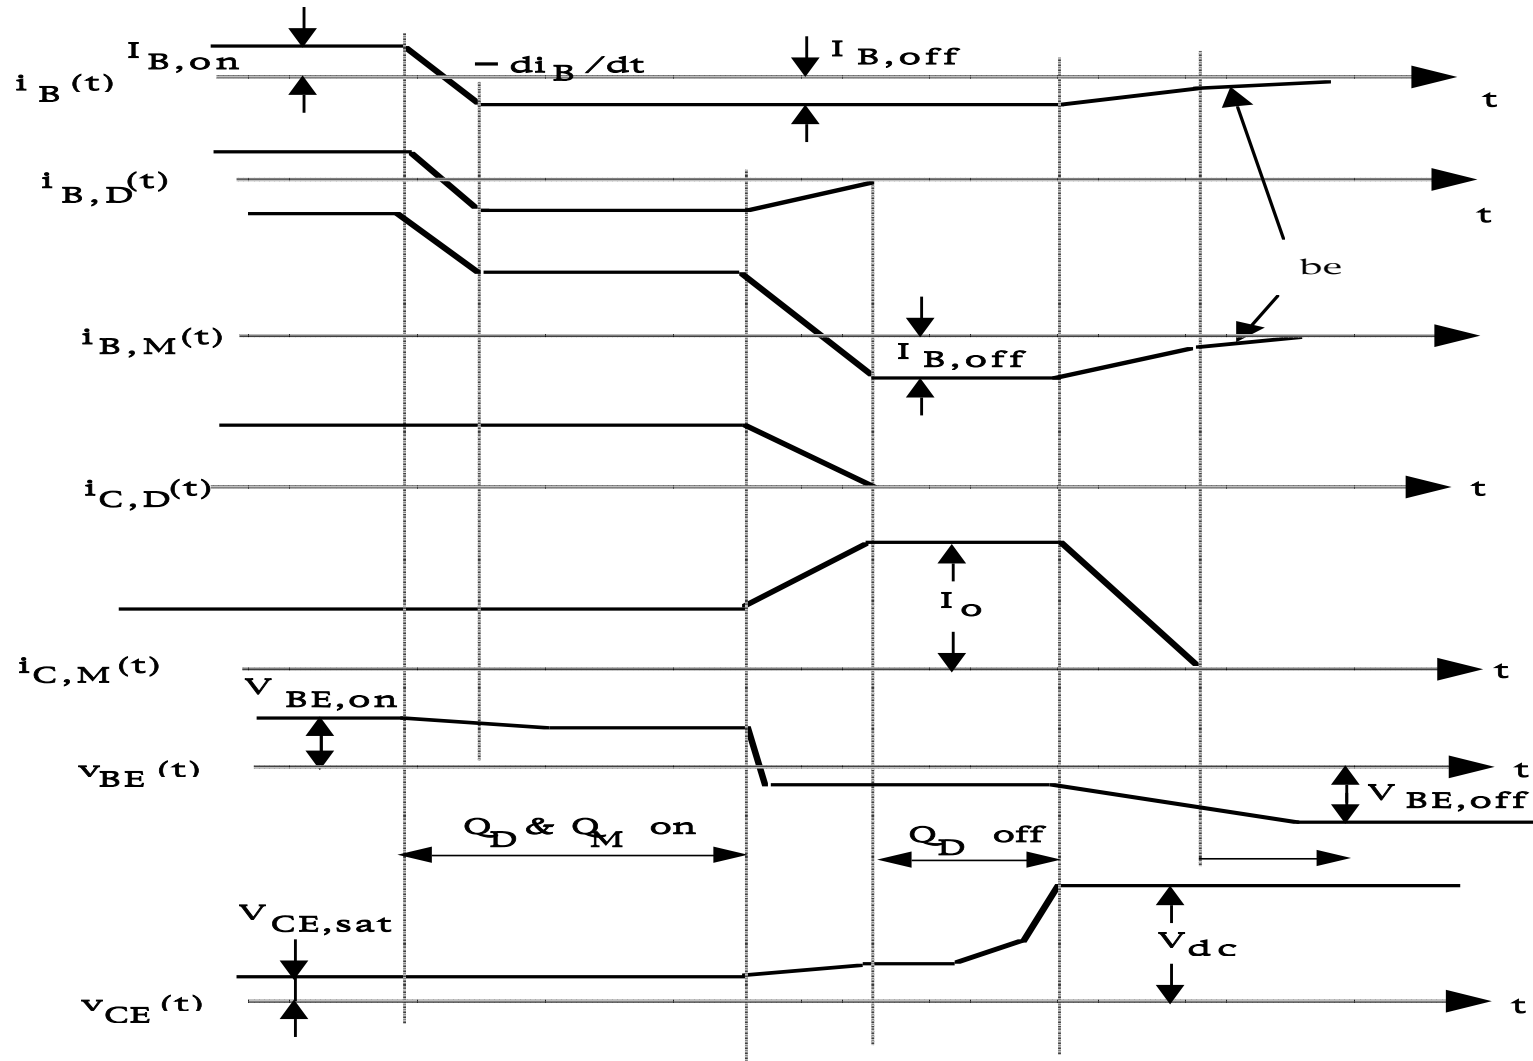 I B,on
− di B /dt
I B,off
i B (t)
t
i B,D (t)
t
be
i B,M (t)
I B,off
i C,D (t)
t
I o
i C,M (t)
t
V BE,on
v BE (t)
t
V BE,off
Q D & Q M on
Q D off
V CE,sat
V dc
v CE (t)
t